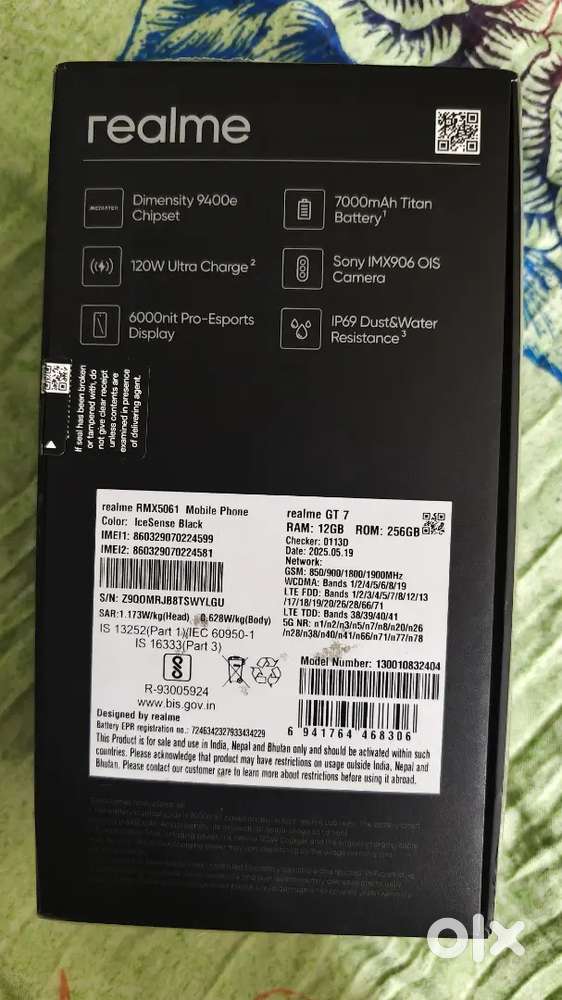 realme
MEDIATEK
Dimensity 9400e
Chipset
7000mAh Titan
Battery¹
120W Ultra Charge²
Sony IMX906 OIS
Camera
6000nit Pro-Esports
Display
IP69 Dust&Water
Resistance³
If seal has been broken
or tampered with, do
not give clear receipt
unless contents are
examined in presence
of delivering agent.
realme RMX5061 Mobile Phone
Color: IceSense Black
IMEI1: 860329070224599
IMEI2: 860329070224581
S/N: Z9QOMRJB8TSWYLGU
SAR:1.173W/kg(Head) 0.628W/kg(Body)
IS 13252(Part 1)/IEC 60950-1
IS 16333(Part 3)
R-93005924
www.bis.gov.in
realme GT 7
RAM: 12GB ROM: 256GB
Checker: 0113D
Date: 2025.05.19
Network:
GSM: 850/900/1800/1900MHz
WCDMA: Bands 1/2/4/5/6/8/19
LTE FDD: Bands 1/2/3/4/5/7/8/12/13
/17/18/19/20/26/28/66/71
LTE TDD: Bands 38/39/40/41
5G NR: n1/n2/n3/n5/n7/n8/n20/n26
/n28/n38/n40/n41/n66/n71/n77/n78
Model Number: 130010832404
6 941764 468306
Designed by realme
Battery EPR registration no.: 7246342327933434229
This Product is for sale and use in India, Nepal and Bhutan only and should be activated within such
countries. Please acknowledge that product may have restrictions on usage outside India, Nepal and
Bhutan. Please contact our customer care to learn more about restrictions before using it abroad.
olx